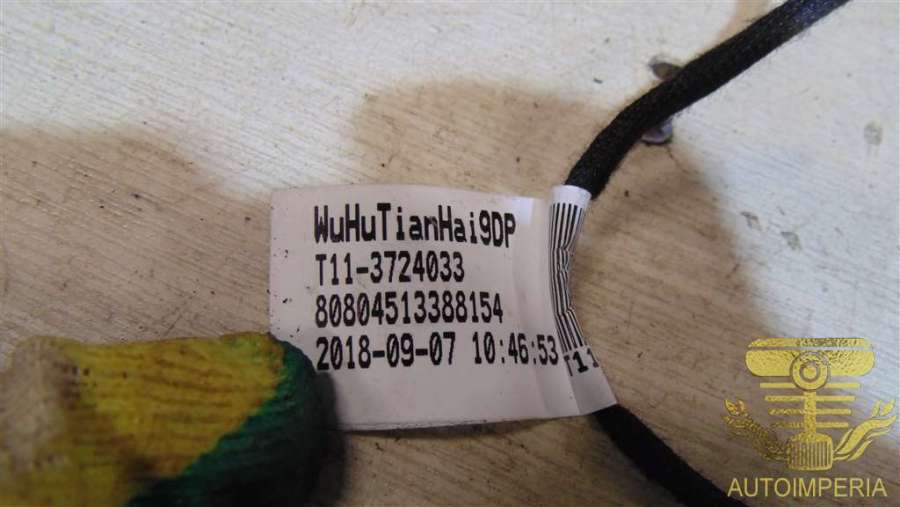 WuHuTianHai9DP
T11-3724033
80804513388154
2018-09-07 10:46:53
T11
AUTOIMPERIA